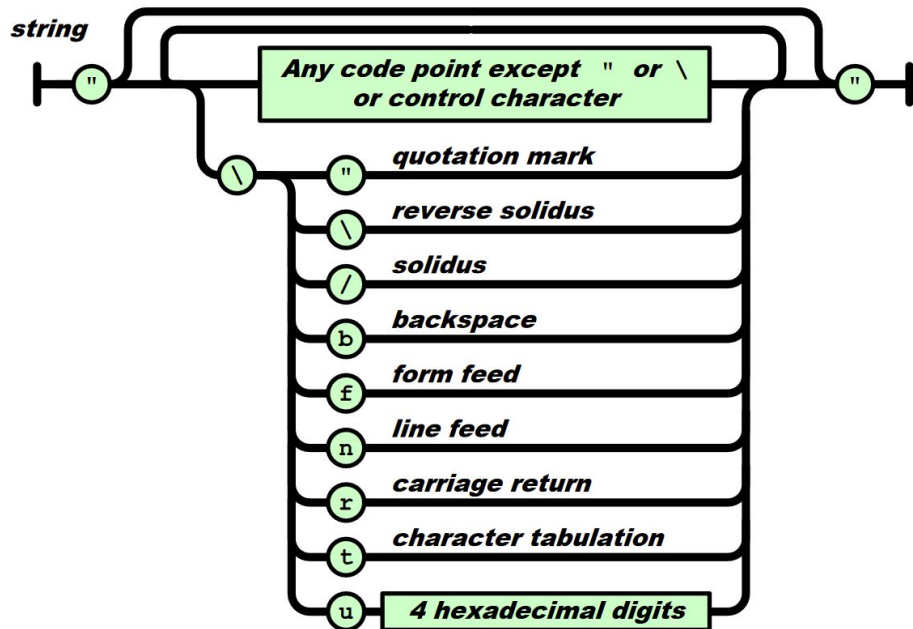 string
" Any code point except " or \ "
or control character
\ " quotation mark
\ reverse solidus
/ solidus
b backspace
f form feed
n line feed
r carriage return
t character tabulation
u 4 hexadecimal digits